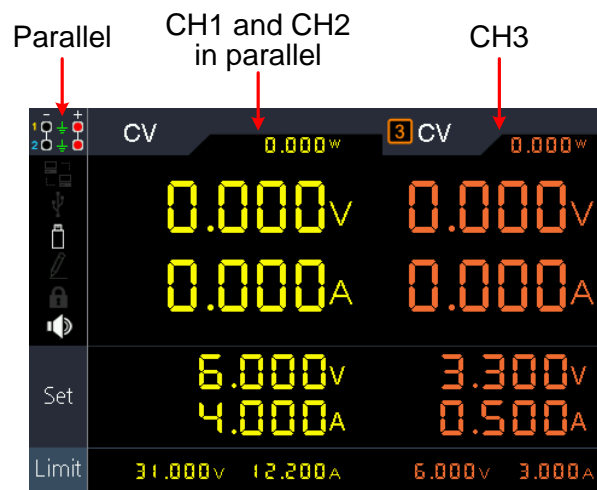 Parallel
CH1 and CH2
in parallel
CH3
- +
1
2
CV
0.000W
3 CV
0.000W
0.000V
0.000V
0.000A
0.000A
Set
6.000V
3.300V
4.000A
0.500A
Limit
31.000V 12.200A
6.000V 3.000A